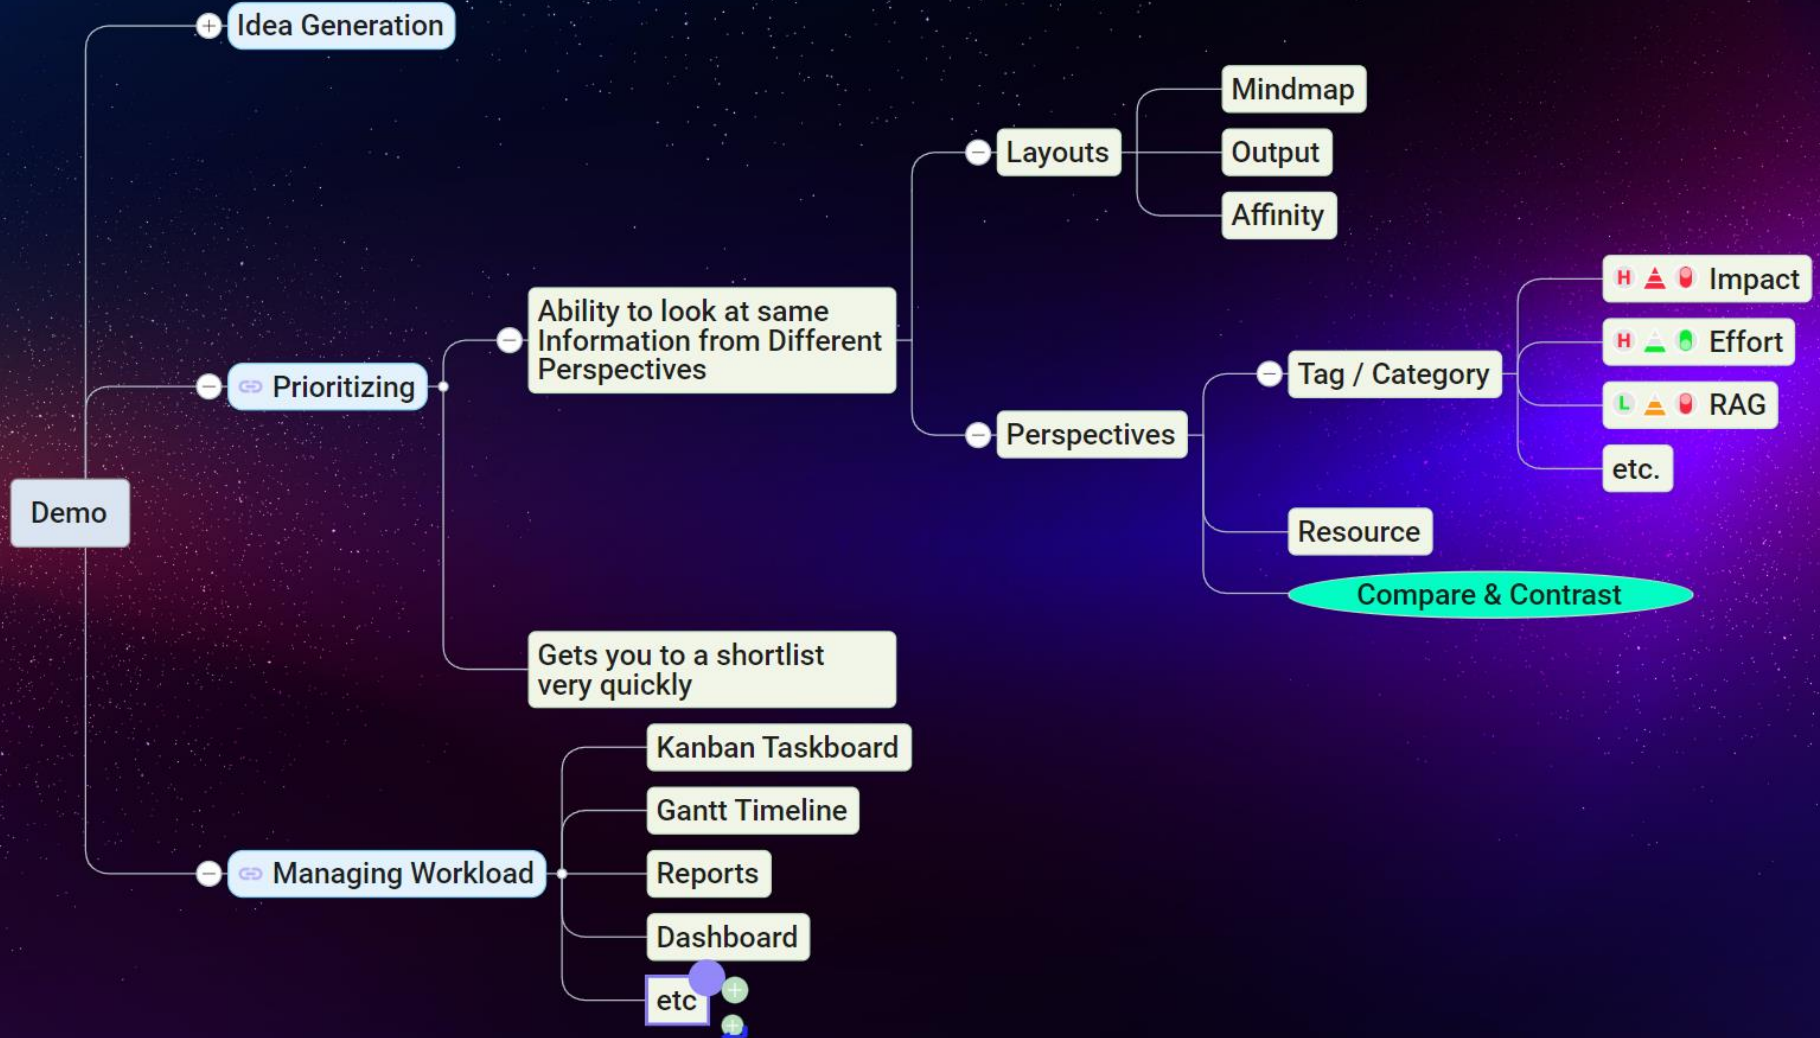 Idea Generation
Mindmap
Layouts
Output
Affinity
H Impact
Ability to look at same
Information from Different
Perspectives
H Effort
Prioritizing
Tag / Category
L RAG
Perspectives
etc.
Demo
Resource
Compare & Contrast
Gets you to a shortlist
very quickly
Kanban Taskboard
Gantt Timeline
Managing Workload
Reports
Dashboard
etc